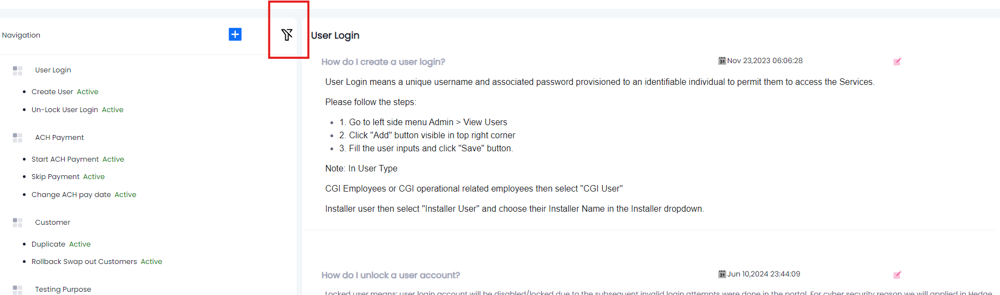 Navigation
User Login
Create User Active
Un-Lock User Login Active
ACH Payment
Start ACH Payment Active
Skip Payment Active
Change ACH pay date Active
Customer
Duplicate Active
Rollback Swap out Customers Active
Testing Purpose
User Login
How do I create a user login?
31 Nov 23,2023 06:06:28
User Login means a unique username and associated password provisioned to an identifiable individual to permit them to access the Services.
Please follow the steps:
1. Go to left side menu Admin > View Users
2. Click "Add" button visible in top right corner
3. Fill the user inputs and click "Save" button.
Note: In User Type
CGI Employees or CGI operational related employees then select "CGI User"
Installer user then select "Installer User" and choose their Installer Name in the Installer dropdown.
How do I unlock a user account?
31 Jun 10,2024 23:44:09
Locked user means: user login account will be disabled/locked due to the subsequent invalid login attempts were done in the portal. For cyber security reason we will applied in Hedge